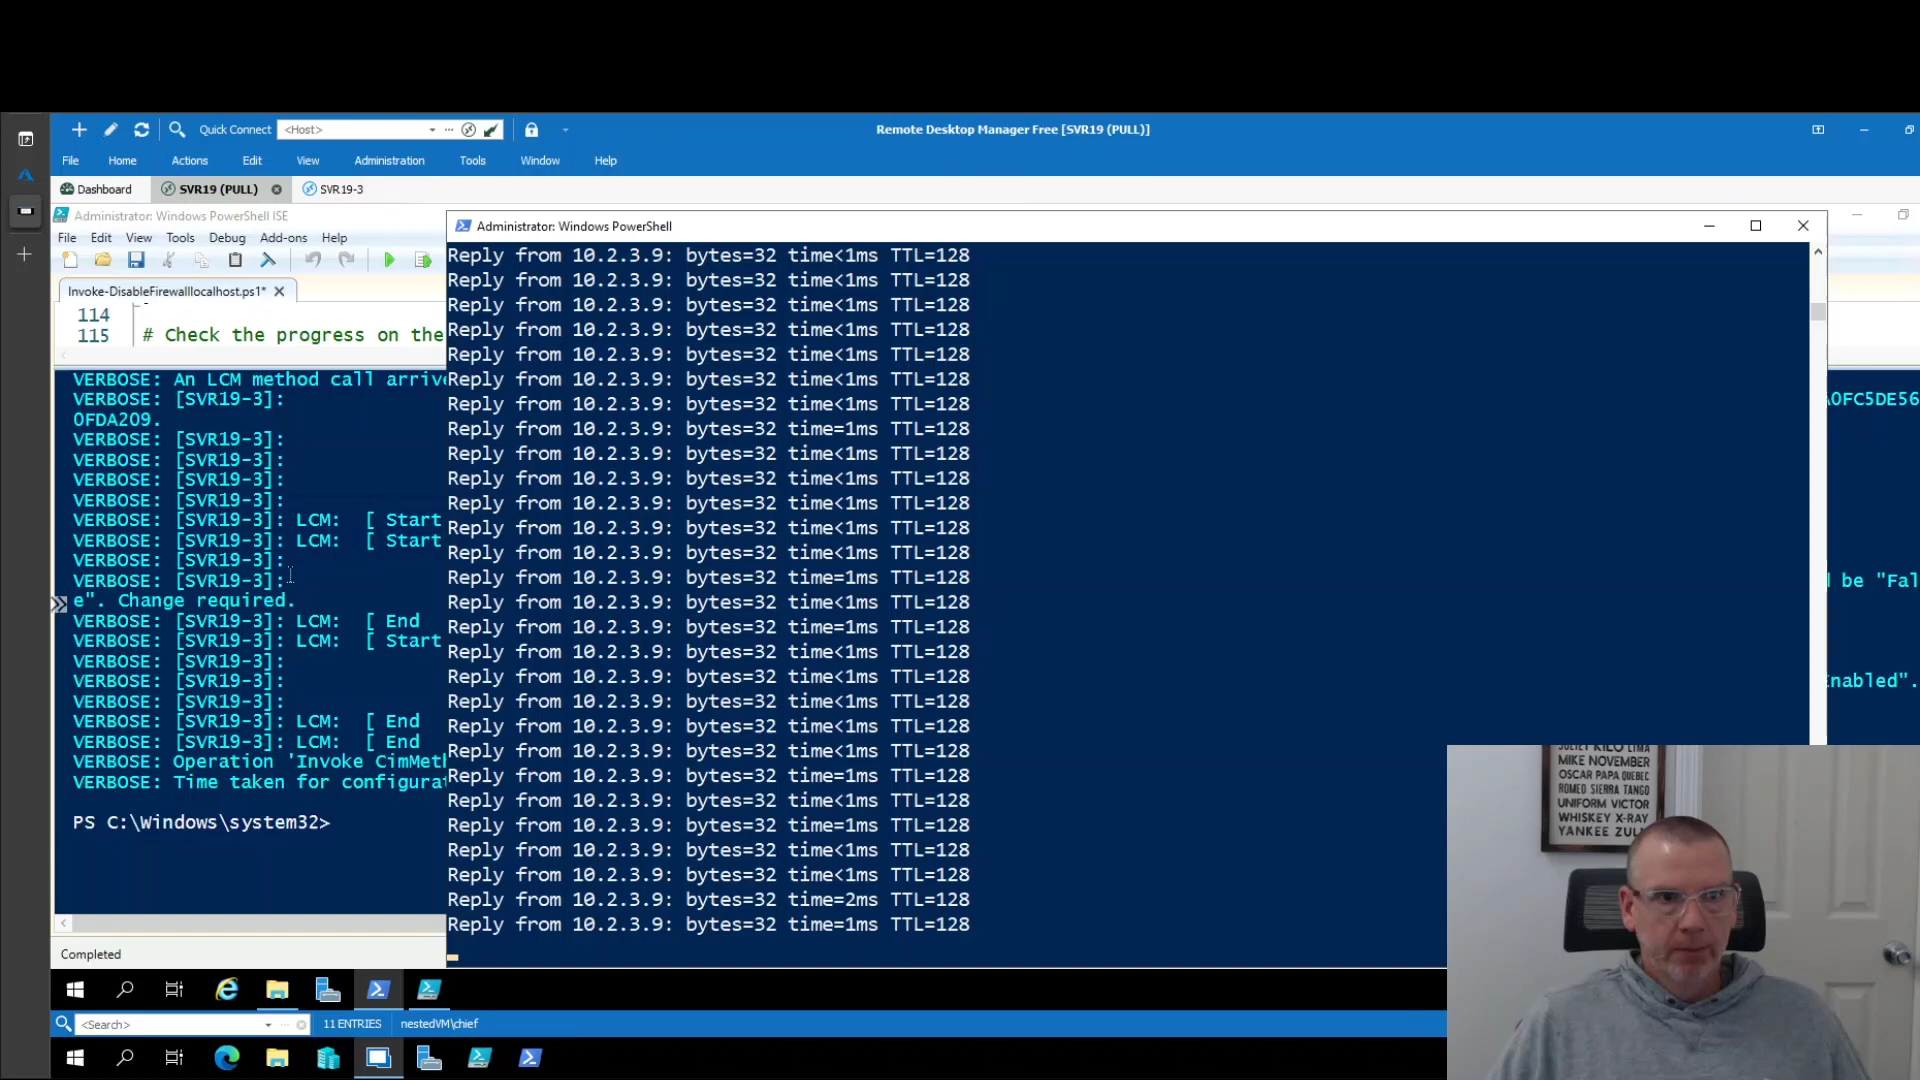 Quick Connect <Host>
Remote Desktop Manager Free [SVR19 (PULL)]
File Home Actions Edit View Administration Tools Window Help
Dashboard SVR19 (PULL) SVR19-3
Administrator: Windows PowerShell ISE
File Edit View Tools Debug Add-ons Help
Invoke-DisableFirewalllocalhost.ps1*
114
115 # Check the progress on the
VERBOSE: An LCM method call arrive
VERBOSE: [SVR19-3]:
0FDA209.
VERBOSE: [SVR19-3]:
VERBOSE: [SVR19-3]:
VERBOSE: [SVR19-3]:
VERBOSE: [SVR19-3]:
VERBOSE: [SVR19-3]: LCM: [ Start
VERBOSE: [SVR19-3]: LCM: [ Start
VERBOSE: [SVR19-3]:
VERBOSE: [SVR19-3]:
e". Change required.
VERBOSE: [SVR19-3]: LCM: [ End
VERBOSE: [SVR19-3]: LCM: [ Start
VERBOSE: [SVR19-3]:
VERBOSE: [SVR19-3]:
VERBOSE: [SVR19-3]:
VERBOSE: [SVR19-3]: LCM: [ End
VERBOSE: [SVR19-3]: LCM: [ End
VERBOSE: Operation 'Invoke CimMeth
VERBOSE: Time taken for configurat
PS C:\Windows\system32>
Completed
Administrator: Windows PowerShell
Reply from 10.2.3.9: bytes=32 time<1ms TTL=128
Reply from 10.2.3.9: bytes=32 time<1ms TTL=128
Reply from 10.2.3.9: bytes=32 time<1ms TTL=128
Reply from 10.2.3.9: bytes=32 time<1ms TTL=128
Reply from 10.2.3.9: bytes=32 time<1ms TTL=128
Reply from 10.2.3.9: bytes=32 time<1ms TTL=128
Reply from 10.2.3.9: bytes=32 time<1ms TTL=128
Reply from 10.2.3.9: bytes=32 time=1ms TTL=128
Reply from 10.2.3.9: bytes=32 time<1ms TTL=128
Reply from 10.2.3.9: bytes=32 time<1ms TTL=128
Reply from 10.2.3.9: bytes=32 time<1ms TTL=128
Reply from 10.2.3.9: bytes=32 time<1ms TTL=128
Reply from 10.2.3.9: bytes=32 time<1ms TTL=128
Reply from 10.2.3.9: bytes=32 time=1ms TTL=128
Reply from 10.2.3.9: bytes=32 time<1ms TTL=128
Reply from 10.2.3.9: bytes=32 time=1ms TTL=128
Reply from 10.2.3.9: bytes=32 time<1ms TTL=128
Reply from 10.2.3.9: bytes=32 time=1ms TTL=128
Reply from 10.2.3.9: bytes=32 time<1ms TTL=128
Reply from 10.2.3.9: bytes=32 time<1ms TTL=128
Reply from 10.2.3.9: bytes=32 time<1ms TTL=128
Reply from 10.2.3.9: bytes=32 time=1ms TTL=128
Reply from 10.2.3.9: bytes=32 time<1ms TTL=128
Reply from 10.2.3.9: bytes=32 time=1ms TTL=128
Reply from 10.2.3.9: bytes=32 time<1ms TTL=128
Reply from 10.2.3.9: bytes=32 time<1ms TTL=128
Reply from 10.2.3.9: bytes=32 time=2ms TTL=128
Reply from 10.2.3.9: bytes=32 time=1ms TTL=128
0FC5DE56
be "Fal
nabled".
KILO LIMA
MIKE NOVEMBER
OSCAR PAPA QUEBEC
ROMEO SIERRA TANGO
UNIFORM VICTOR
WHISKEY X-RAY
YANKEE ZULU
<Search> 11 ENTRIES nestedVM\chief